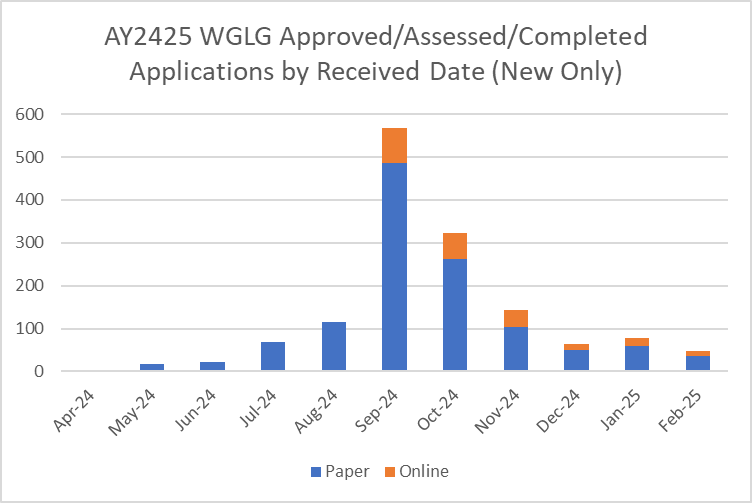 AY2425 WGLG Approved/Assessed/Completed
Applications by Received Date (New Only)
600
500
400
300
200
100
0
Apr-24
May-24
Jun-24
Jul-24
Aug-24
Sep-24
Oct-24
Nov-24
Dec-24
Jan-25
Feb-25
Paper
Online